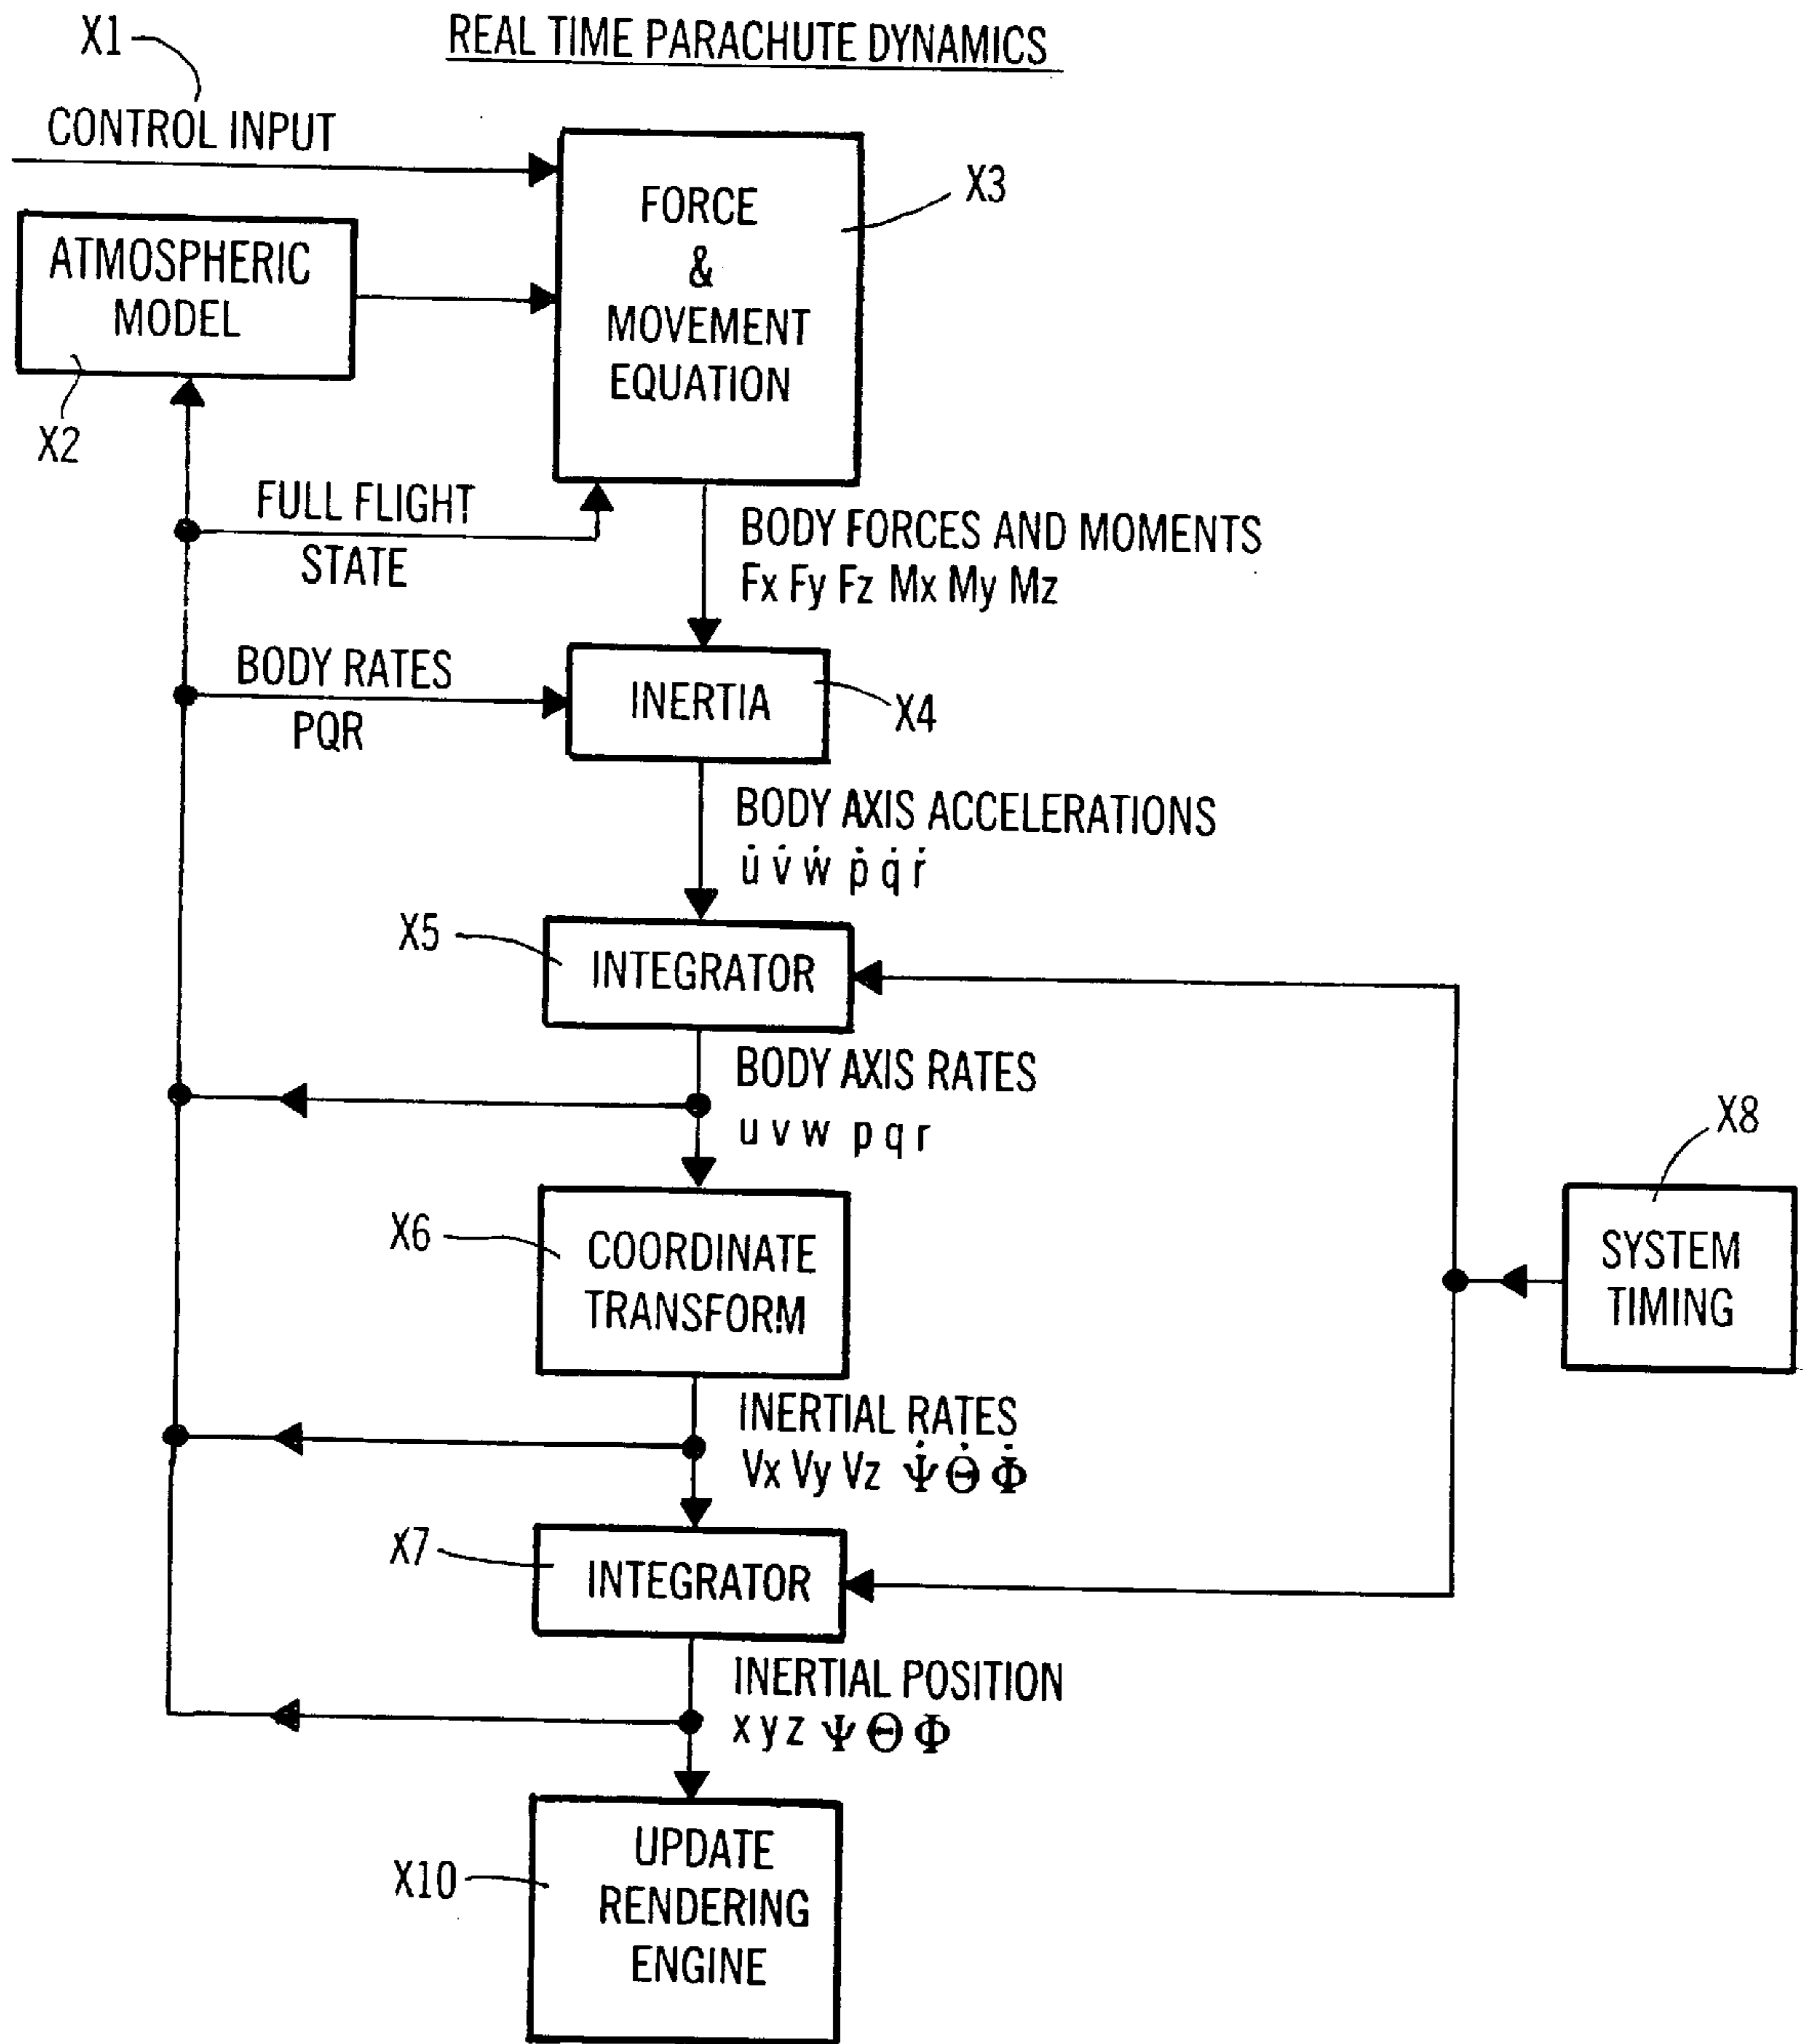 X1
REAL TIME PARACHUTE DYNAMICS
CONTROL INPUT
FORCE
&
MOVEMENT
EQUATION
X3
ATMOSPHERIC
MODEL
X2
FULL FLIGHT
STATE
BODY FORCES AND MOMENTS
Fx Fy Fz Mx My Mz
BODY RATES
PQR
INERTIA
X4
BODY AXIS ACCELERATIONS
u̇ v̇ ẇ ṗ q̇ ṙ
X5
INTEGRATOR
BODY AXIS RATES
u v w p q r
X8
X6
COORDINATE
TRANSFORM
SYSTEM
TIMING
INERTIAL RATES
Vx Vy Vz Ψ̇ Θ̇ Φ̇
X7
INTEGRATOR
INERTIAL POSITION
x y z Ψ Θ Φ
X10
UPDATE
RENDERING
ENGINE